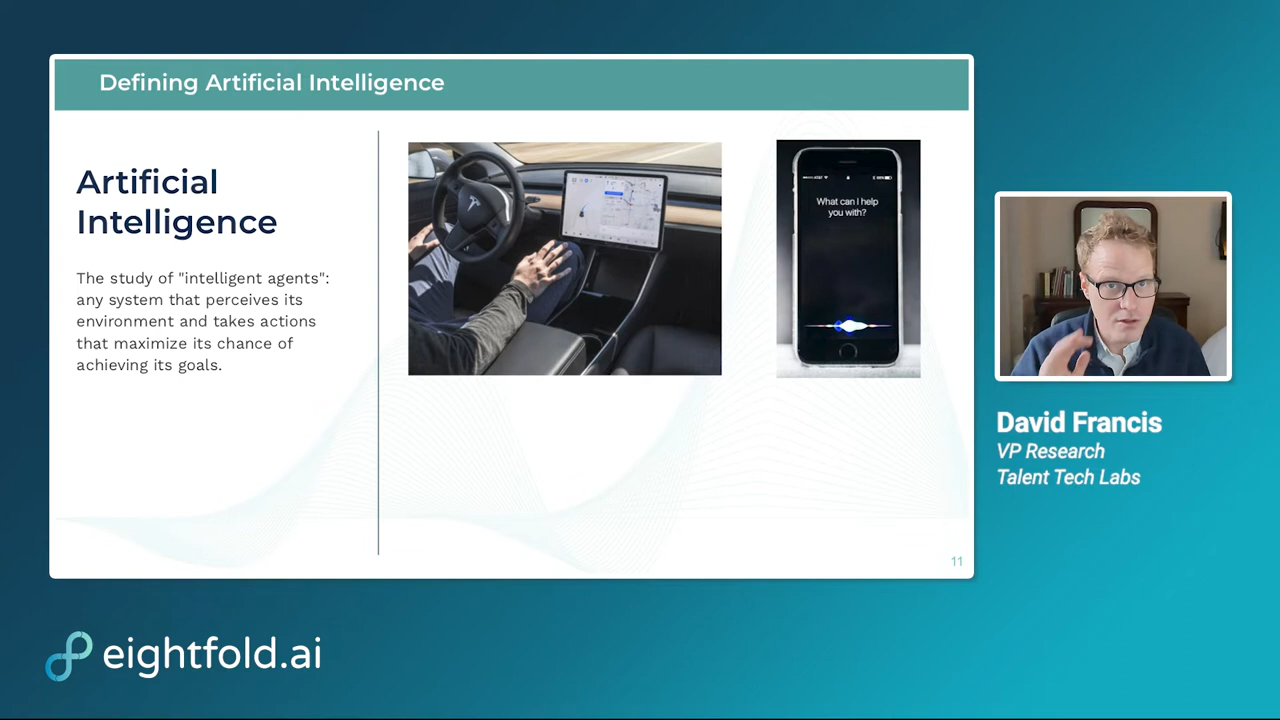 Defining Artificial Intelligence
Artificial
Intelligence
The study of "intelligent agents":
any system that perceives its
environment and takes actions
that maximize its chance of
achieving its goals.
What can I help
you with?
11
David Francis
VP Research
Talent Tech Labs
eightfold.ai